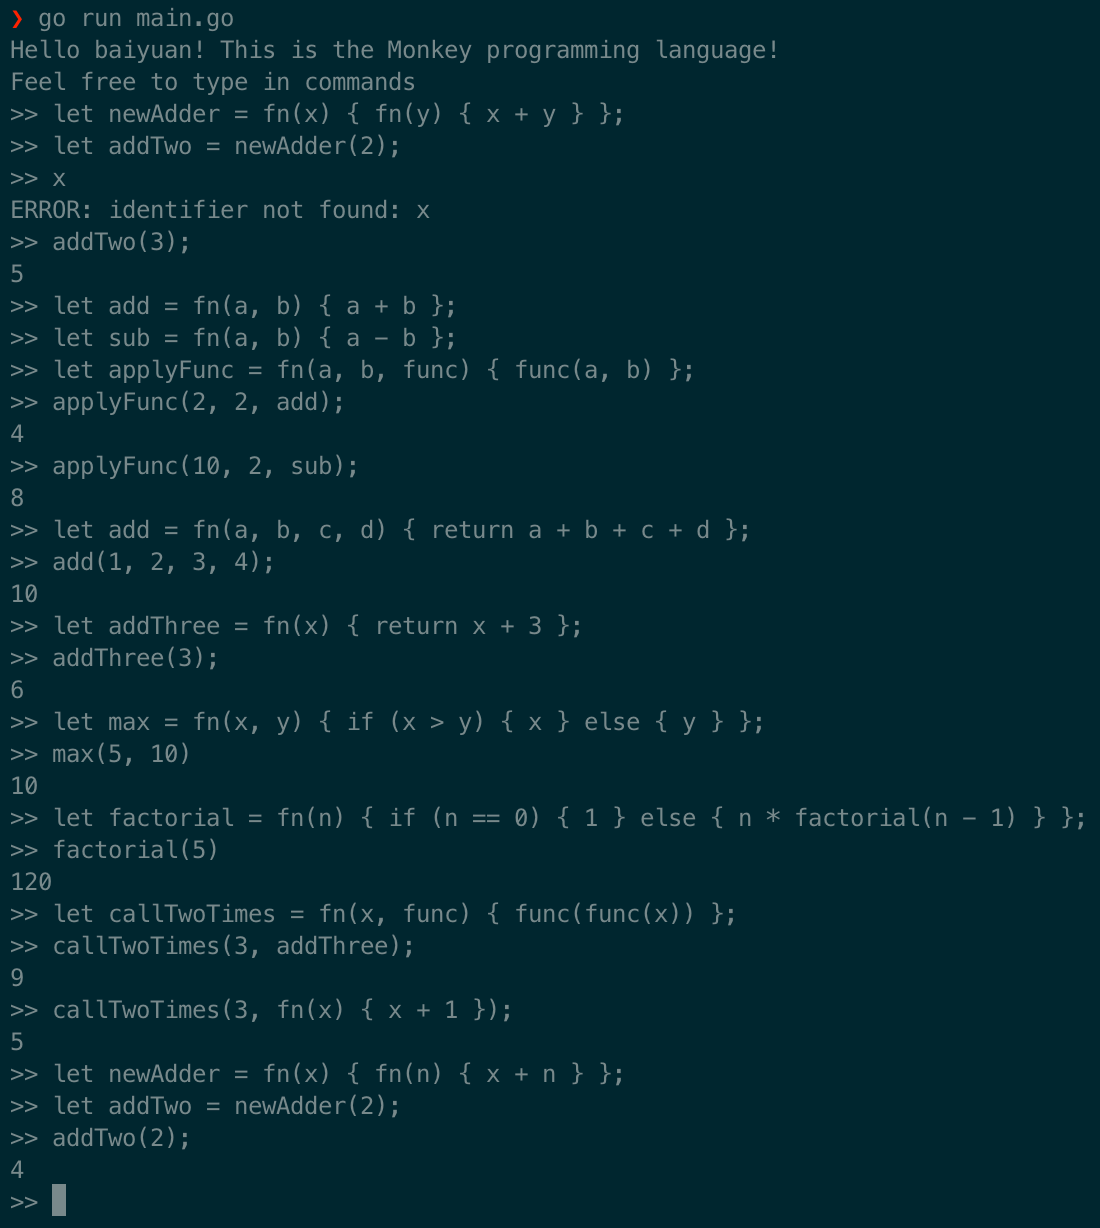 ❯ go run main.go
Hello baiyuan! This is the Monkey programming language!
Feel free to type in commands
>> let newAdder = fn(x) { fn(y) { x + y } };
>> let addTwo = newAdder(2);
>> x
ERROR: identifier not found: x
>> addTwo(3);
5
>> let add = fn(a, b) { a + b };
>> let sub = fn(a, b) { a - b };
>> let applyFunc = fn(a, b, func) { func(a, b) };
>> applyFunc(2, 2, add);
4
>> applyFunc(10, 2, sub);
8
>> let add = fn(a, b, c, d) { return a + b + c + d };
>> add(1, 2, 3, 4);
10
>> let addThree = fn(x) { return x + 3 };
>> addThree(3);
6
>> let max = fn(x, y) { if (x > y) { x } else { y } };
>> max(5, 10)
10
>> let factorial = fn(n) { if (n == 0) { 1 } else { n * factorial(n - 1) } };
>> factorial(5)
120
>> let callTwoTimes = fn(x, func) { func(func(x)) };
>> callTwoTimes(3, addThree);
9
>> callTwoTimes(3, fn(x) { x + 1 });
5
>> let newAdder = fn(x) { fn(n) { x + n } };
>> let addTwo = newAdder(2);
>> addTwo(2);
4
>>